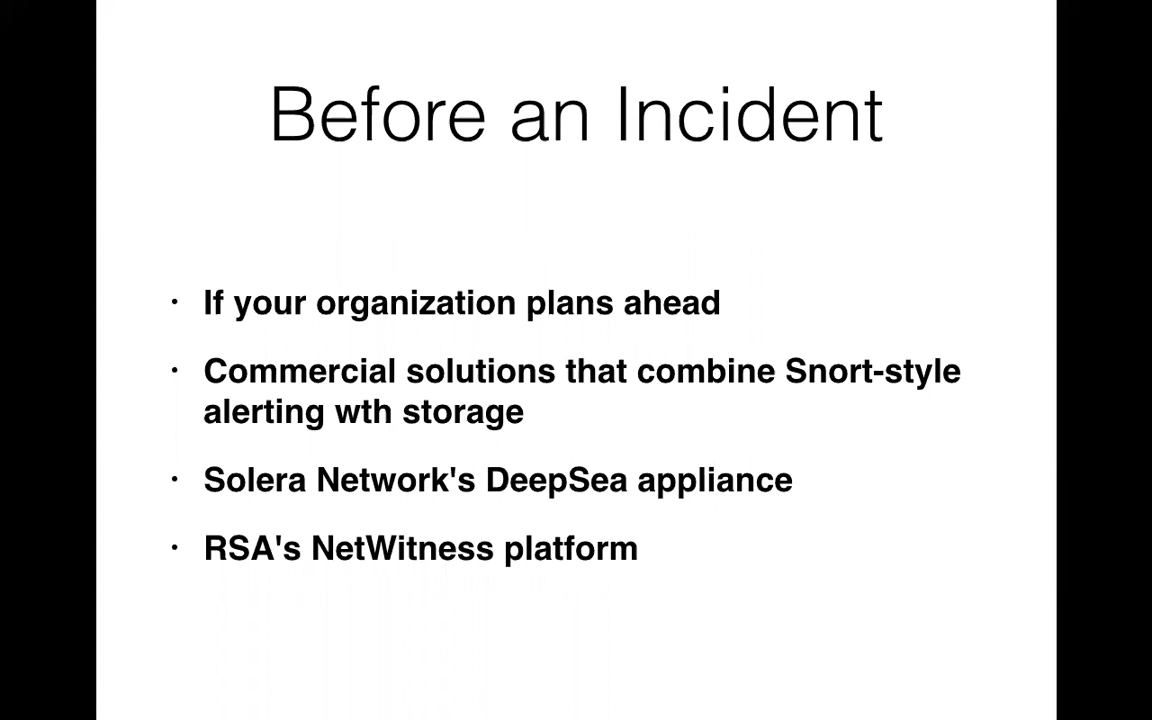 Before an Incident
· If your organization plans ahead
· Commercial solutions that combine Snort-style
alerting wth storage
· Solera Network's DeepSea appliance
· RSA's NetWitness platform